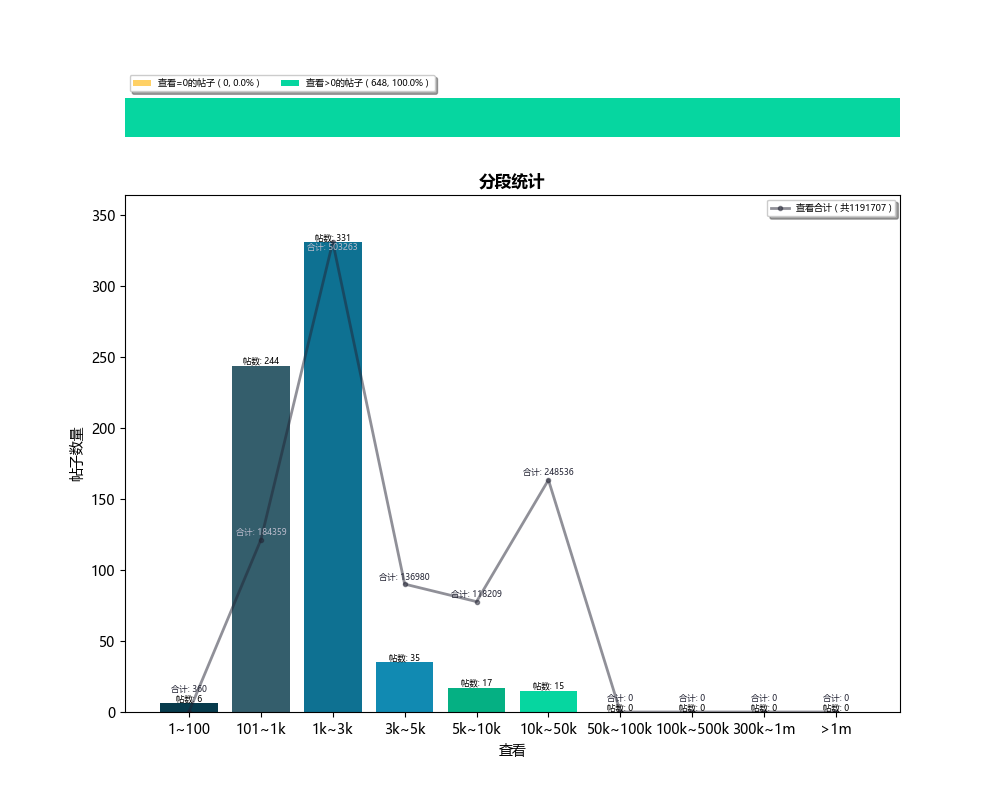 查看=0的帖子 ( 0, 0.0% ) 查看>0的帖子 ( 648, 100.0% )
分段统计
查看合计 ( 共1191707 )
帖子数量
350
300
250
200
150
100
50
0
帖数: 331
合计: 503263
帖数: 244
合计: 184359
合计: 248536
合计: 136980
合计: 118209
帖数: 35
帖数: 17
帖数: 15
合计: 360
帖数: 6
合计: 0 合计: 0 合计: 0 合计: 0
帖数: 0 帖数: 0 帖数: 0 帖数: 0
1~100 101~1k 1k~3k 3k~5k 5k~10k 10k~50k 50k~100k 100k~500k 300k~1m >1m
查看